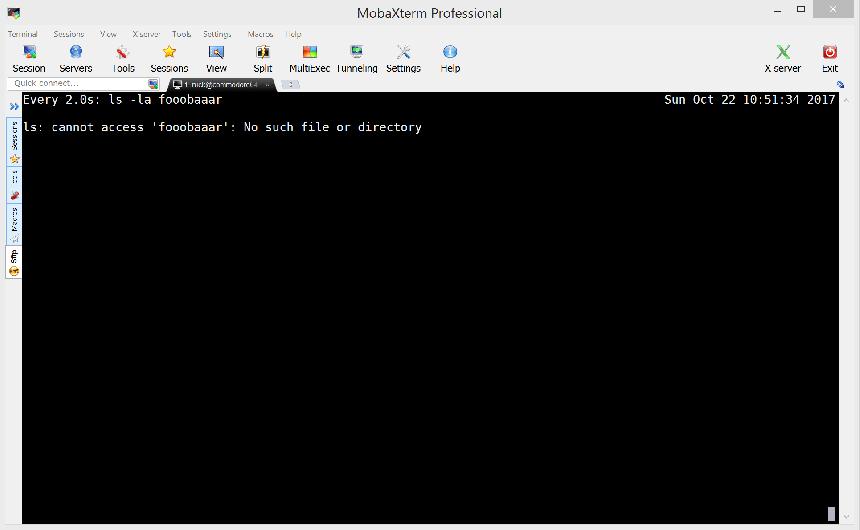 MobaXterm Professional
Terminal Sessions View X server Tools Settings Macros Help
Session Servers Tools Sessions View Split MultiExec Tunneling Settings Help X server Exit
Quick connect...
Every 2.0s: ls -la fooobaaar Sun Oct 22 10:51:34 2017
ls: cannot access 'fooobaaar': No such file or directory
Sessions
Tools
Macros
Sftp